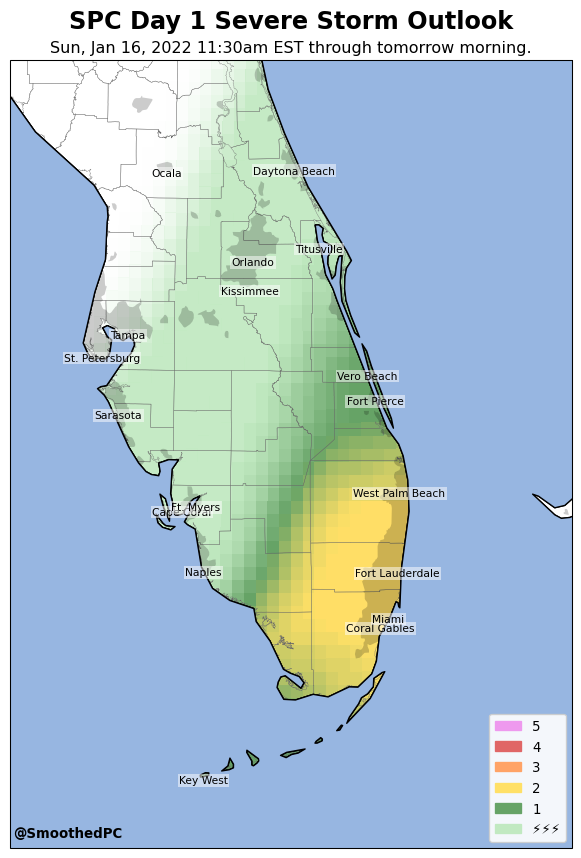 SPC Day 1 Severe Storm Outlook
Sun, Jan 16, 2022 11:30am EST through tomorrow morning.
Ocala
Daytona Beach
Titusville
Orlando
Kissimmee
Tampa
St. Petersburg
Vero Beach
Fort Pierce
Sarasota
West Palm Beach
Ft. Myers
Cape Coral
Naples
Fort Lauderdale
Miami
Coral Gables
Key West
5
4
3
2
1
⚡⚡⚡
@SmoothedPC